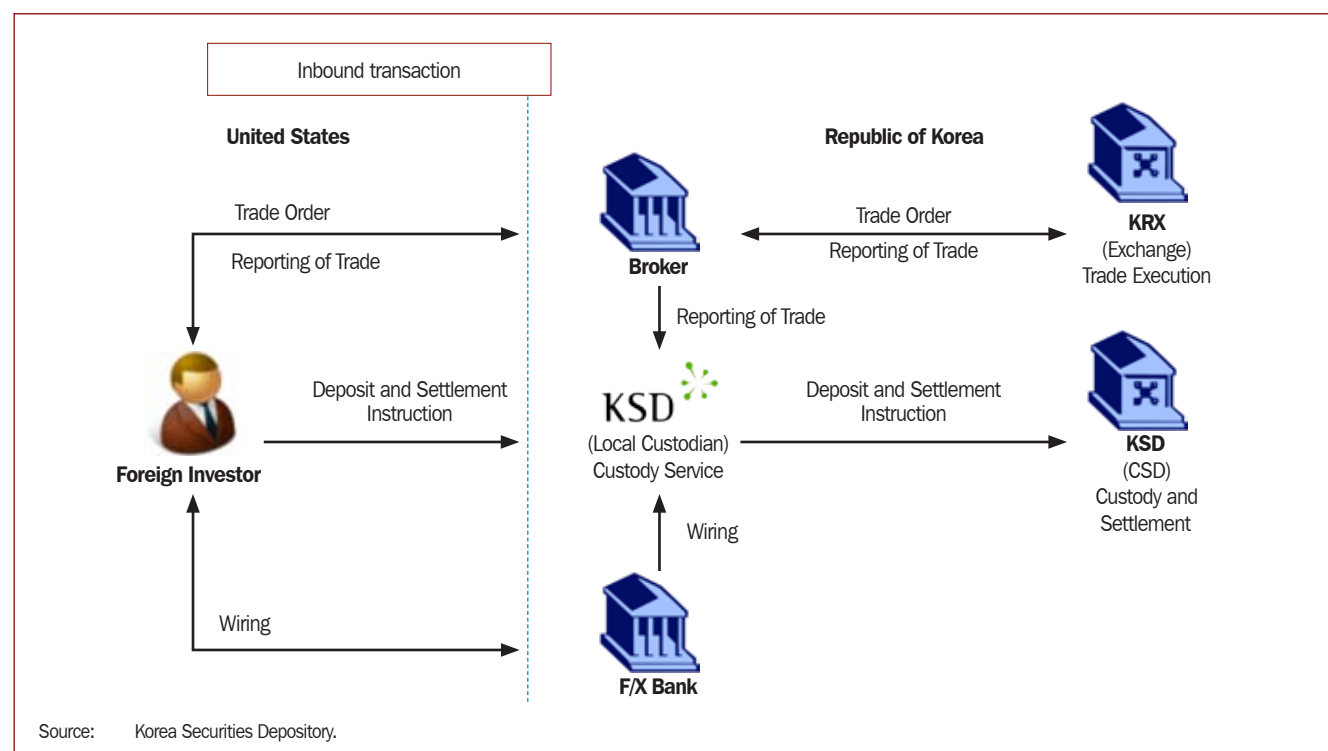 Inbound transaction
United States
Republic of Korea
Trade Order
Reporting of Trade
Broker
Trade Order
Reporting of Trade
KRX
(Exchange)
Trade Execution
Reporting of Trade
Foreign Investor
Deposit and Settlement
Instruction
KSD
(Local Custodian)
Custody Service
Deposit and Settlement
Instruction
KSD
(CSD)
Custody and
Settlement
Wiring
Wiring
F/X Bank
Source: Korea Securities Depository.